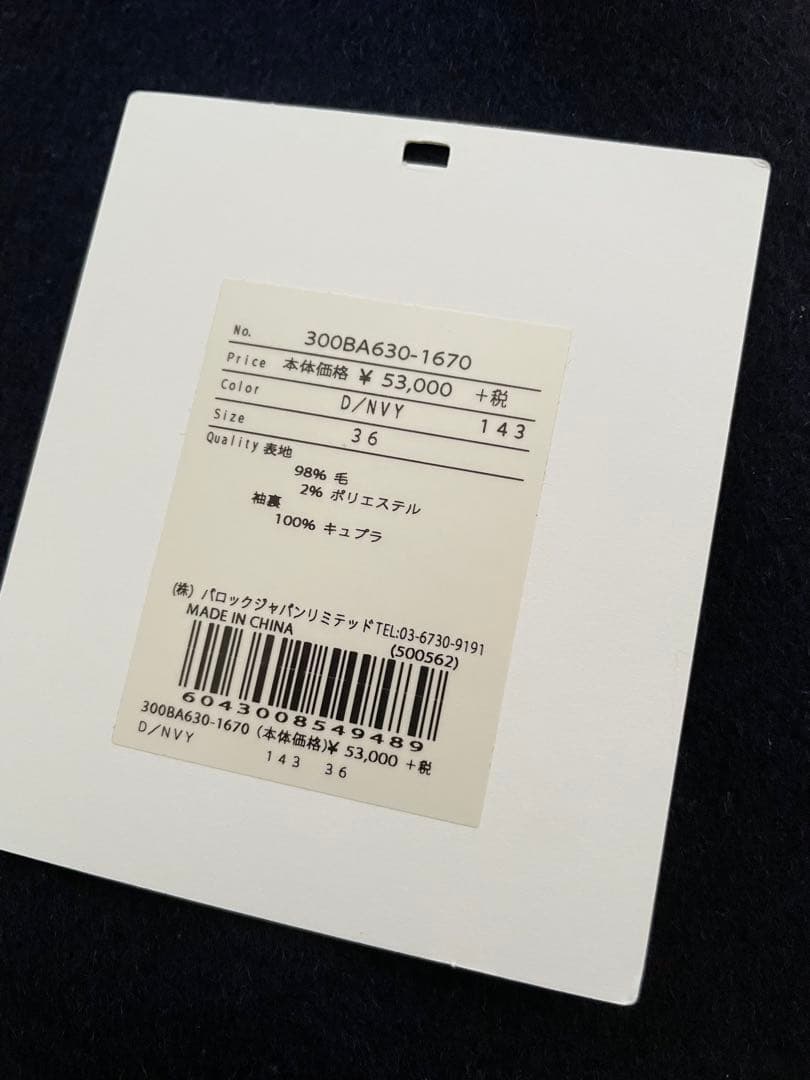 No. 300BA630-1670
Price 本体価格 ¥ 53,000 +税
Color D/NVY 143
Size 36
Quality 表地
98% 毛
2% ポリエステル
袖裏
100% キュプラ
(株) バロックジャパンリミテッドTEL:03-6730-9191
MADE IN CHINA (500562)
6043008549489
300BA630-1670 (本体価格)¥ 53,000 +税
D/NVY 143 36